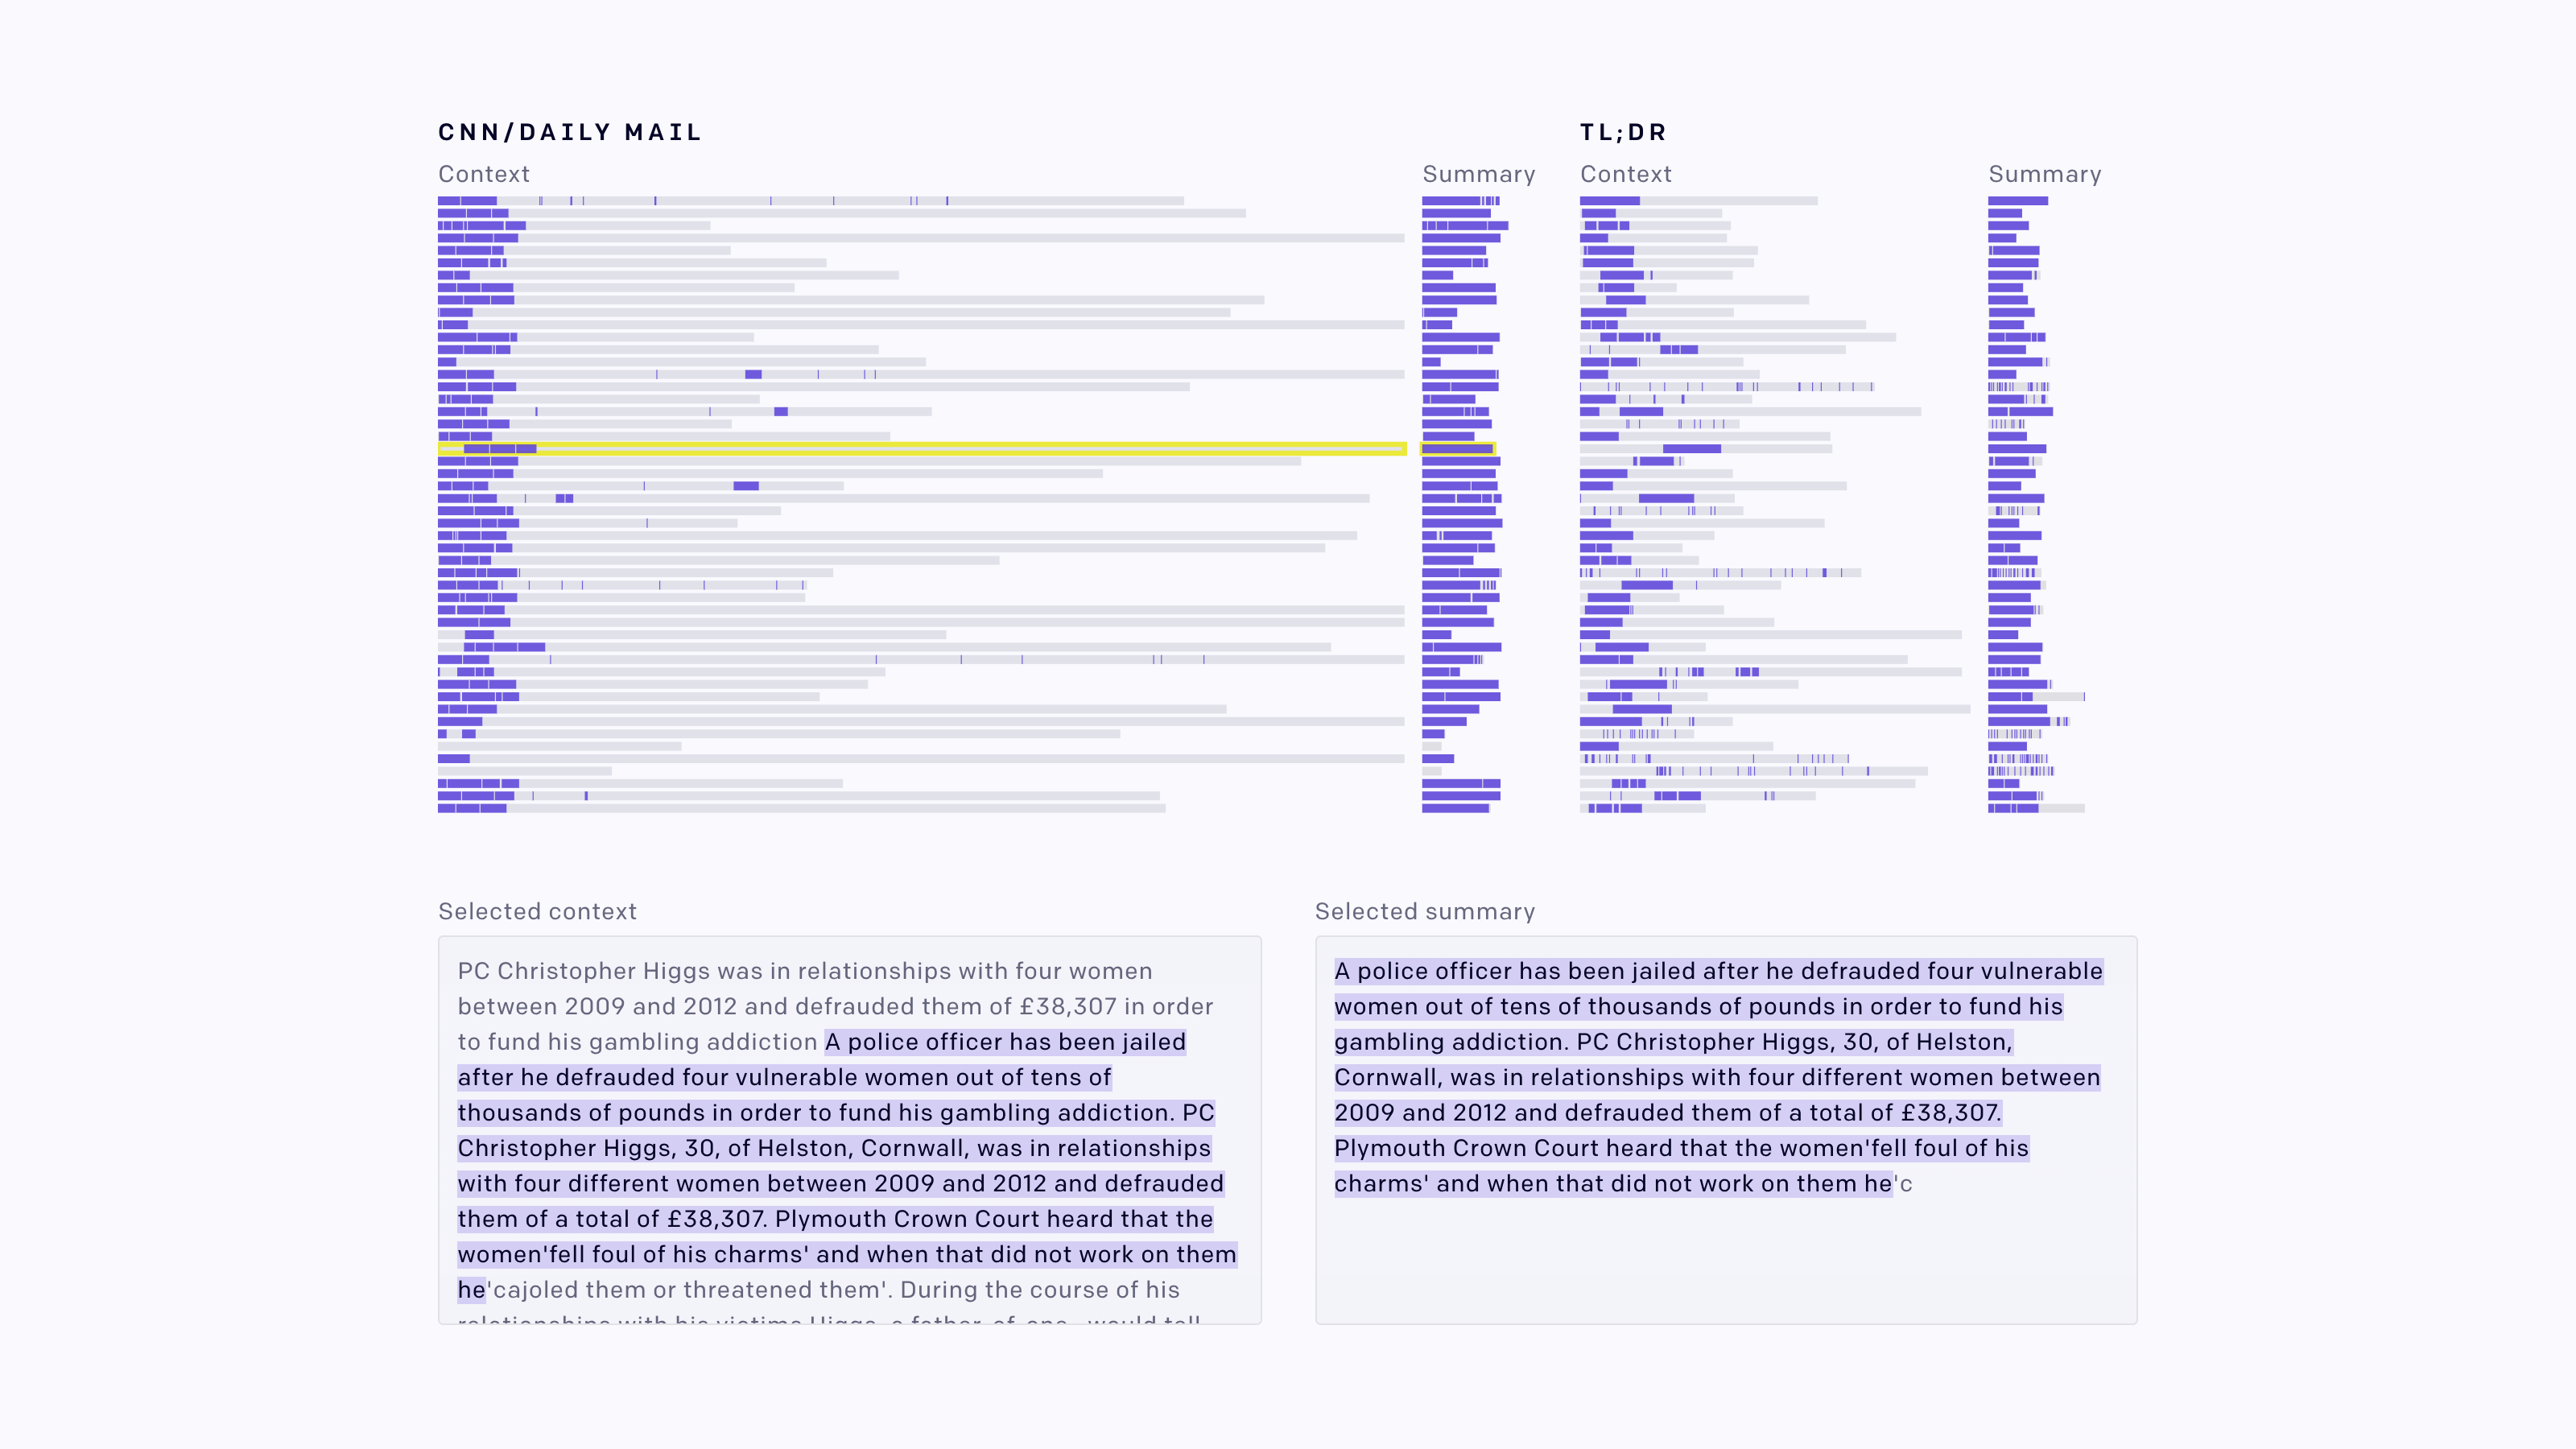 CNN/DAILY MAIL
TL;DR
Context
Summary
Context
Summary
Selected context
PC Christopher Higgs was in relationships with four women
between 2009 and 2012 and defrauded them of £38,307 in order
to fund his gambling addiction A police officer has been jailed
after he defrauded four vulnerable women out of tens of
thousands of pounds in order to fund his gambling addiction. PC
Christopher Higgs, 30, of Helston, Cornwall, was in relationships
with four different women between 2009 and 2012 and defrauded
them of a total of £38,307. Plymouth Crown Court heard that the
women'fell foul of his charms' and when that did not work on them
he'cajoled them or threatened them'. During the course of his
relationships with his victims Higgs, a father-of-one, would tell
Selected summary
A police officer has been jailed after he defrauded four vulnerable
women out of tens of thousands of pounds in order to fund his
gambling addiction. PC Christopher Higgs, 30, of Helston,
Cornwall, was in relationships with four different women between
2009 and 2012 and defrauded them of a total of £38,307.
Plymouth Crown Court heard that the women'fell foul of his
charms' and when that did not work on them he'c